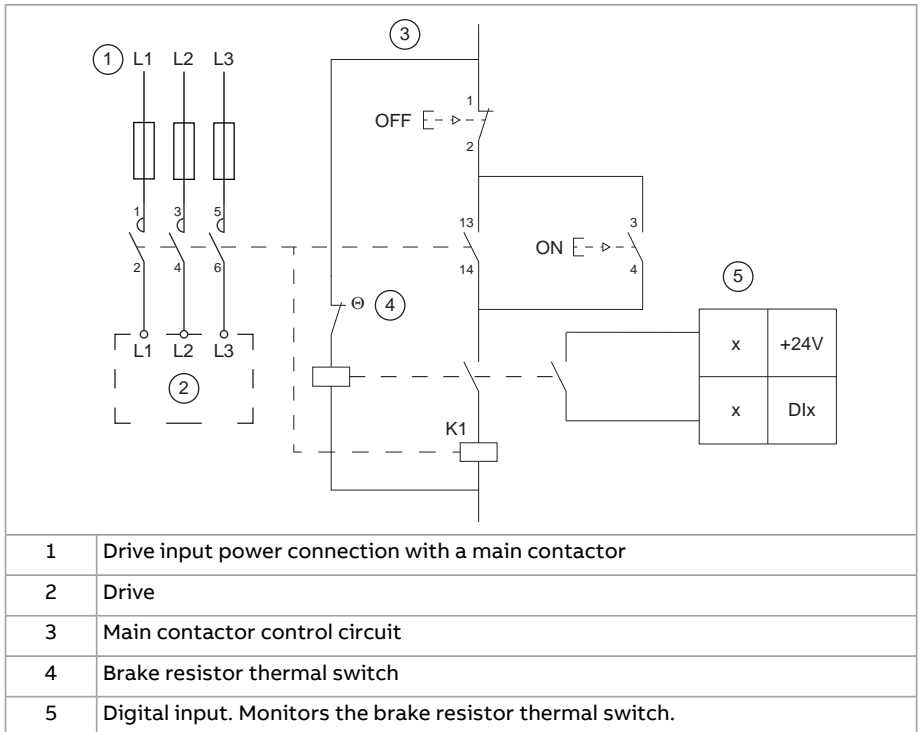 3
1 L1 L2 L3
1
OFF
2
1 3 5
13
3
ON
2 4 6
14
4
5
Θ 4
L1 L2 L3
x +24V
2
x DIx
K1
1 Drive input power connection with a main contactor
2 Drive
3 Main contactor control circuit
4 Brake resistor thermal switch
5 Digital input. Monitors the brake resistor thermal switch.